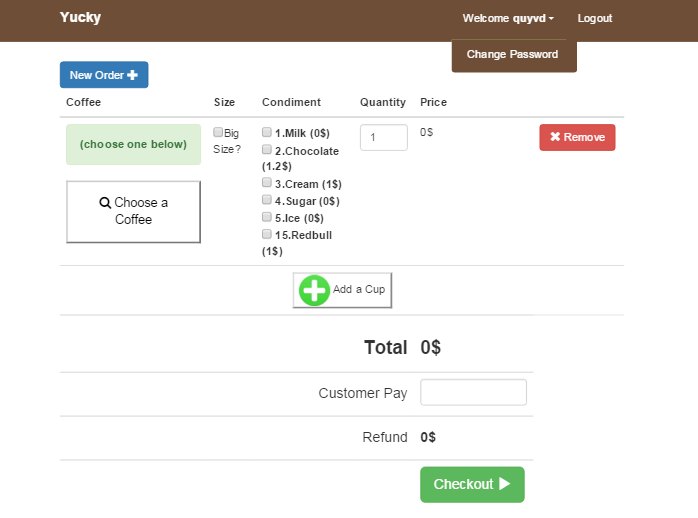 Yucky
Welcome quyvd
Logout
Change Password
New Order
Coffee Size Condiment Quantity Price
(choose one below)
Big
Size?
1.Milk (0$)
2.Chocolate
(1.2$)
3.Cream (1$)
4.Sugar (0$)
5.Ice (0$)
15.Redbull
(1$)
1
0$
Remove
Choose a
Coffee
Add a Cup
Total 0$
Customer Pay
Refund 0$
Checkout